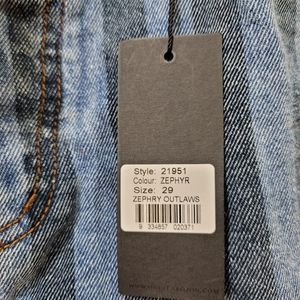 Style: 21951
Colour: ZEPHYR
Size: 29
ZEPHRY OUTLAWS
9 334857 020371